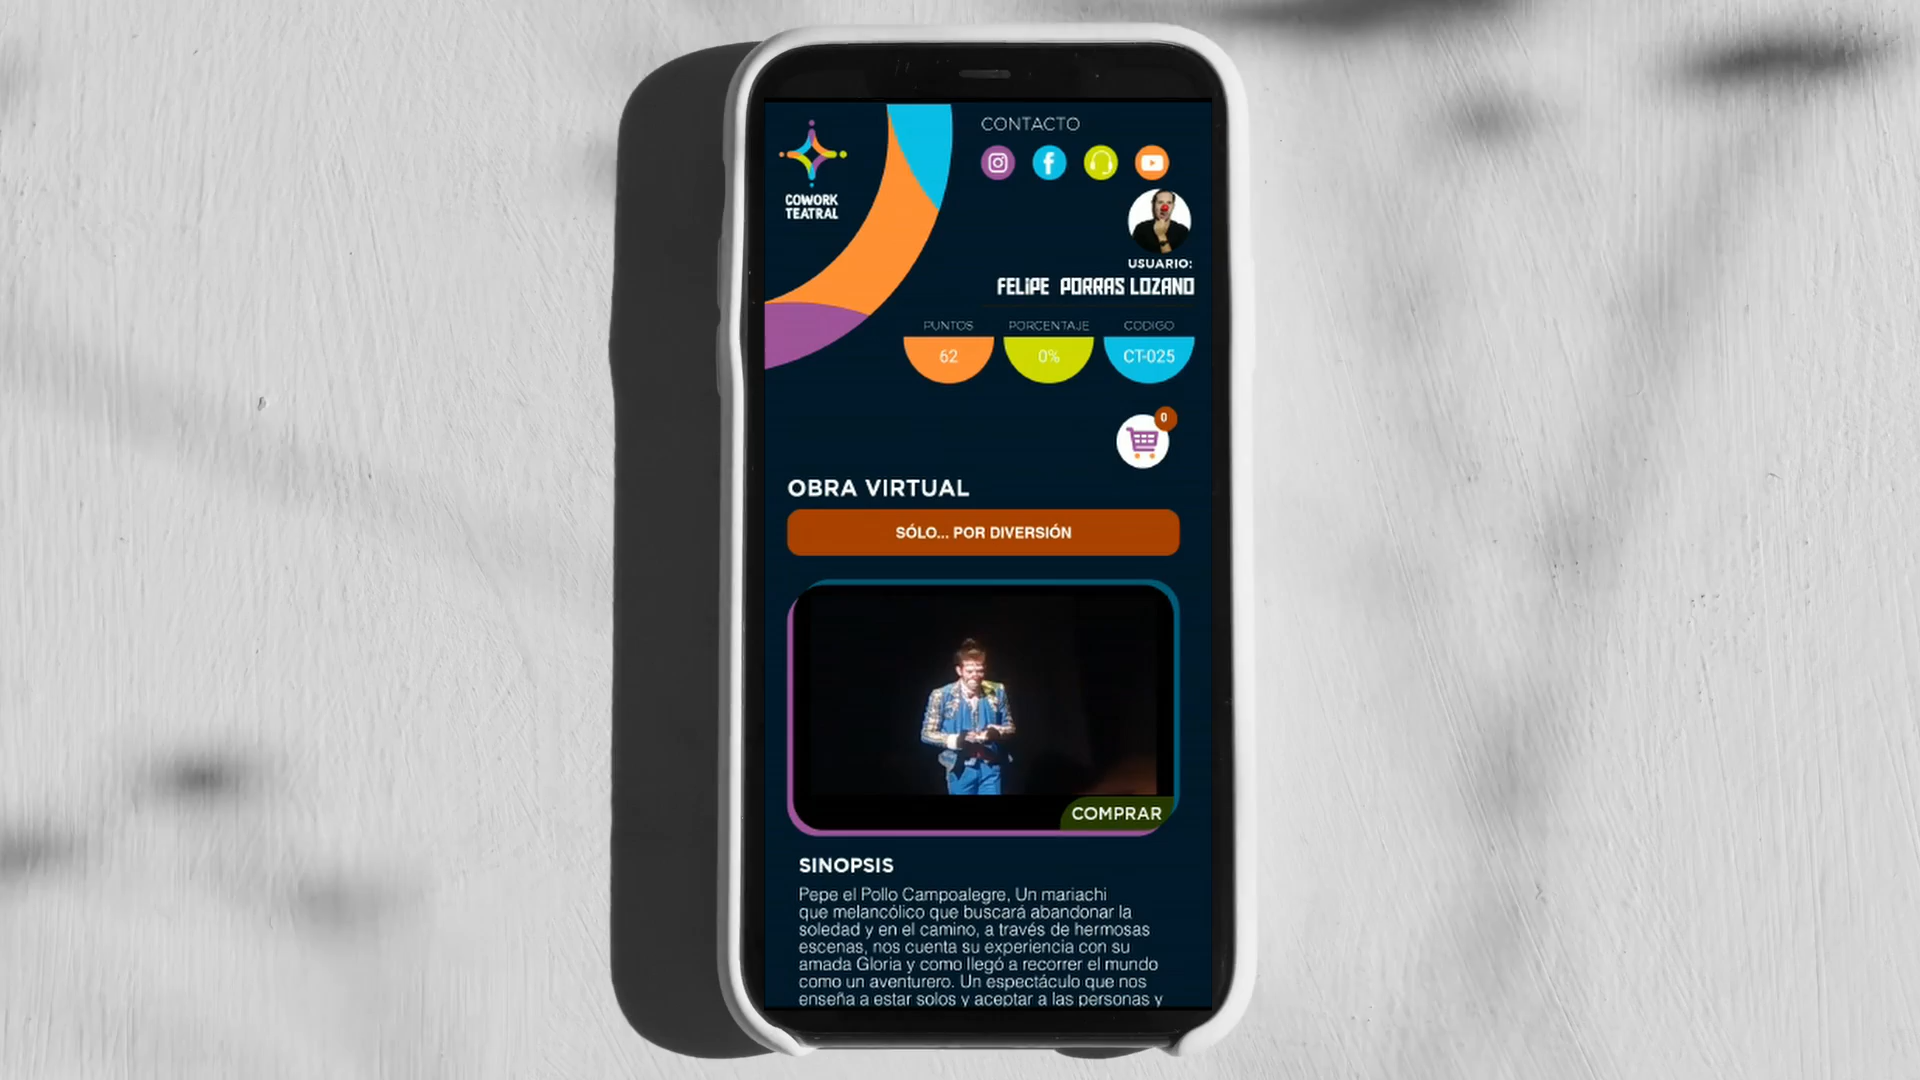 COWORK
TEATRAL
CONTACTO
USUARIO:
FELIPE PORRAS LOZANO
PUNTOS
PORCENTAJE
CODIGO
62
0%
CT-025
0
OBRA VIRTUAL
SÓLO... POR DIVERSIÓN
COMPRAR
SINOPSIS
Pepe el Pollo Campoalegre, Un mariachi
que melancólico que buscará abandonar la
soledad y en el camino, a través de hermosas
escenas, nos cuenta su experiencia con su
amada Gloria y como llegó a recorrer el mundo
como un aventurero. Un espectáculo que nos
enseña a estar solos y aceptar a las personas y